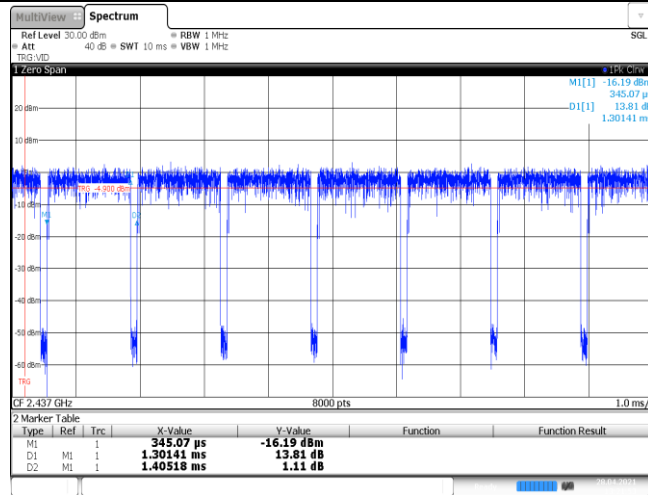 MultiView Spectrum
Ref Level 30.00 dBm RBW 1 MHz SGL
Att 40 dB SWT 10 ms VBW 1 MHz
TRG:VID
1 Zero Span 1Pk Clrw
M1[1] -16.19 dBm
345.07 µs
20 dBm D1[1] 13.81 dB
1.30141 ms
10 dBm
TRG -4.900 dBm
-10 dBm
M1 D2
-20 dBm
-30 dBm
-40 dBm
-50 dBm
-60 dBm
TRG
CF 2.437 GHz 8000 pts 1.0 ms/
2 Marker Table
Type Ref Trc X-Value Y-Value Function Function Result
M1 1 345.07 µs -16.19 dBm
D1 M1 1 1.30141 ms 13.81 dB
D2 M1 1 1.40518 ms 1.11 dB